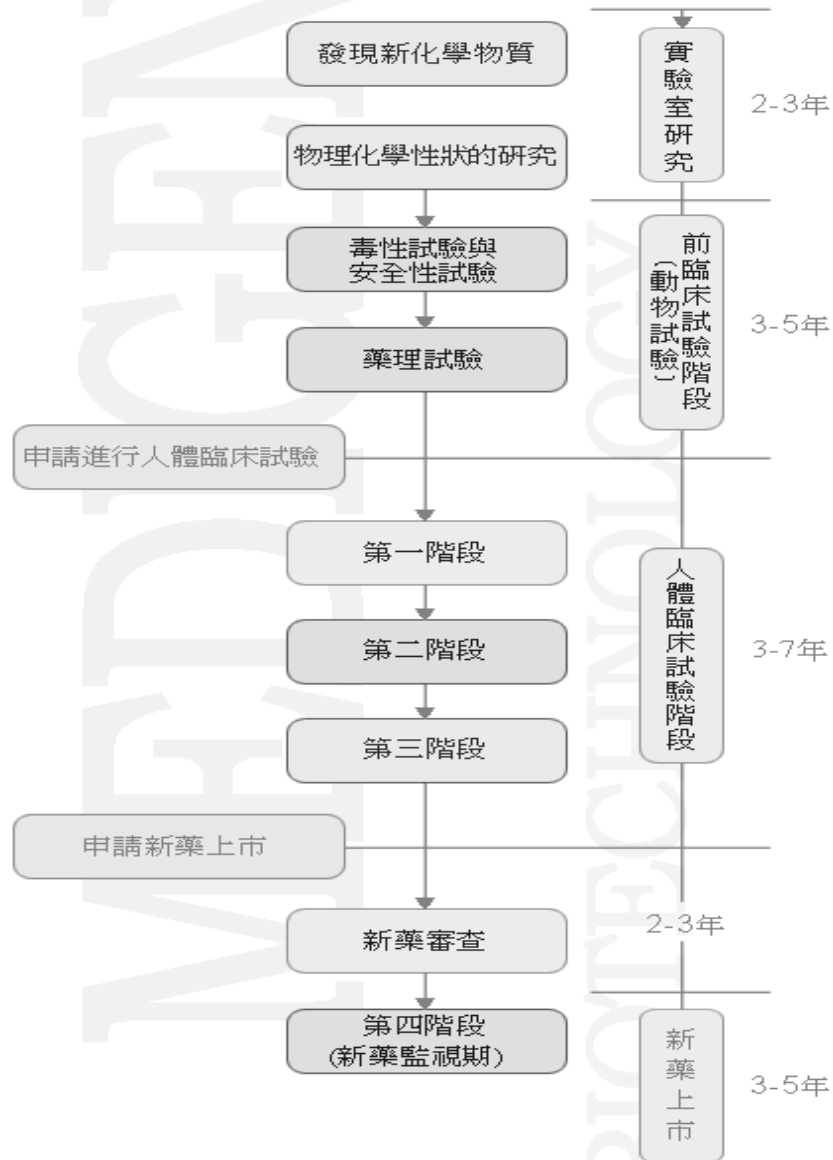 發現新化學物質
實驗室研究
2-3年
物理化學性狀的研究
毒性試驗與
安全性試驗
前臨床試驗階段
(動物試驗)
3-5年
藥理試驗
申請進行人體臨床試驗
第一階段
人體臨床試驗階段
第二階段
3-7年
第三階段
申請新藥上市
新藥審查
2-3年
第四階段
(新藥監視期)
新藥上市
3-5年
MEDIGEN
BIOTECHNOLOGY